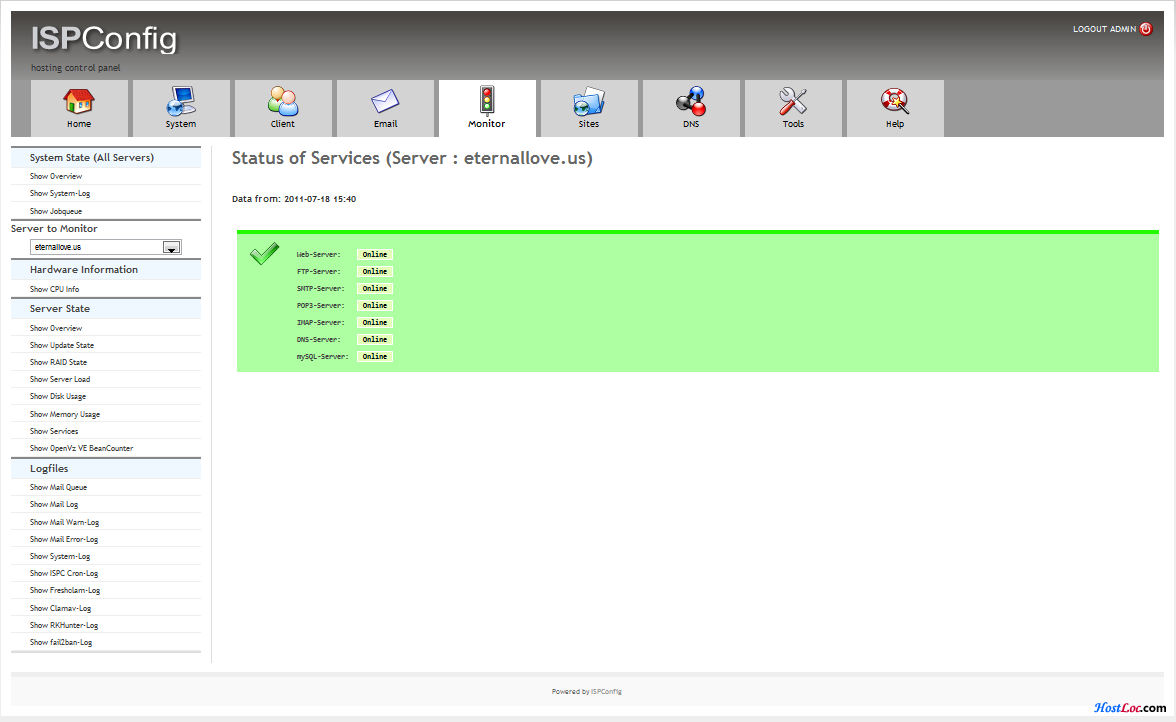 ISPConfig
hosting control panel
LOGOUT ADMIN
Home
System
Client
Email
Monitor
Sites
DNS
Tools
Help
System State (All Servers)
Show Overview
Show System-Log
Show Jobqueue
Server to Monitor
eternallove.us
Hardware Information
Show CPU Info
Server State
Show Overview
Show Update State
Show RAID State
Show Server Load
Show Disk Usage
Show Memory Usage
Show Services
Show OpenVz VE BeanCounter
Logfiles
Show Mail Queue
Show Mail Log
Show Mail Warn-Log
Show Mail Error-Log
Show System-Log
Show ISPC Cron-Log
Show Freshclam-Log
Show Clamav-Log
Show RKHunter-Log
Show fail2ban-Log
Status of Services (Server : eternallove.us)
Data from: 2011-07-18 15:40
Web-Server: Online
FTP-Server: Online
SMTP-Server: Online
POP3-Server: Online
IMAP-Server: Online
DNS-Server: Online
mySQL-Server: Online
Powered by ISPConfig
HostLoc.com